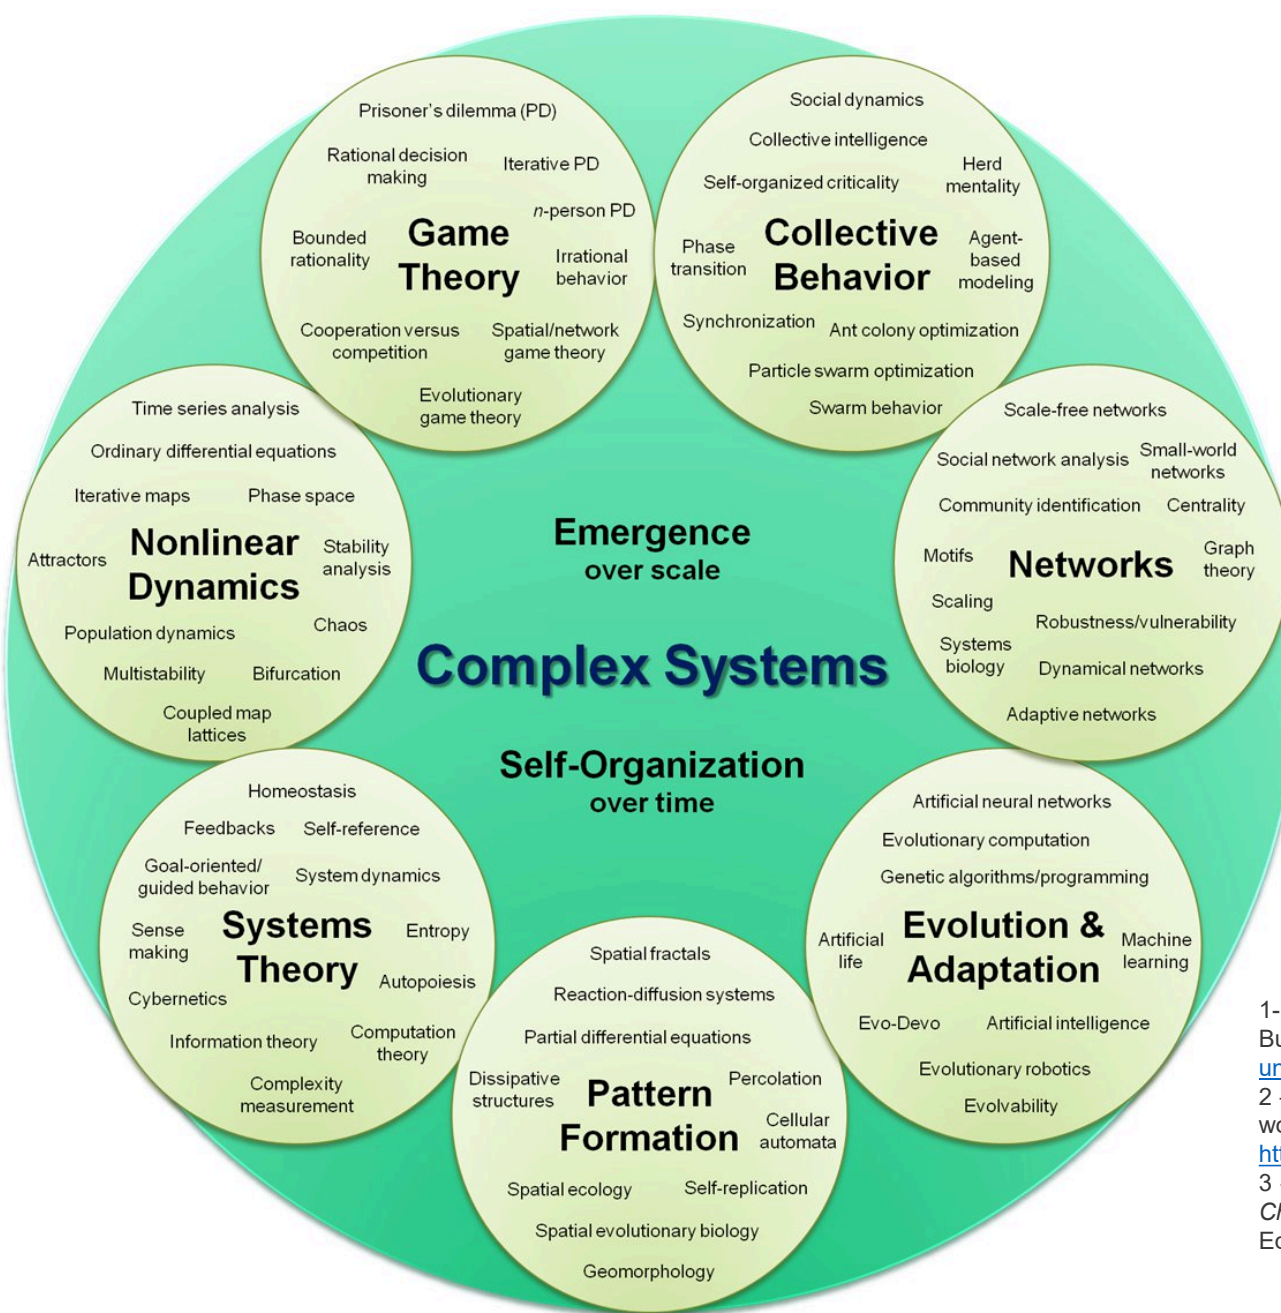 Prisoner's dilemma (PD)
Rational decision
making
Iterative PD
n-person PD
Game
Theory
Bounded
rationality
Irrational
behavior
Cooperation versus
competition
Spatial/network
game theory
Evolutionary
game theory
Social dynamics
Collective intelligence
Herd
mentality
Self-organized criticality
Collective
Behavior
Phase
transition
Agent-
based
modeling
Synchronization
Ant colony optimization
Particle swarm optimization
Swarm behavior
Time series analysis
Ordinary differential equations
Iterative maps
Phase space
Attractors
Nonlinear
Dynamics
Stability
analysis
Population dynamics
Chaos
Multistability
Bifurcation
Coupled map
lattices
Emergence
over scale
Complex Systems
Self-Organization
over time
Scale-free networks
Social network analysis
Small-world
networks
Community identification
Centrality
Motifs
Networks
Graph
theory
Scaling
Robustness/vulnerability
Systems
biology
Dynamical networks
Adaptive networks
Homeostasis
Feedbacks
Self-reference
Goal-oriented/
guided behavior
System dynamics
Sense
making
Systems
Theory
Entropy
Autopoiesis
Cybernetics
Information theory
Computation
theory
Complexity
measurement
Spatial fractals
Reaction-diffusion systems
Partial differential equations
Dissipative
structures
Pattern
Formation
Percolation
Cellular
automata
Spatial ecology
Self-replication
Spatial evolutionary biology
Geomorphology
Artificial neural networks
Evolutionary computation
Genetic algorithms/programming
Artificial
life
Evolution &
Adaptation
Machine
learning
Evo-Devo
Artificial intelligence
Evolutionary robotics
Evolvability
1-
2
3